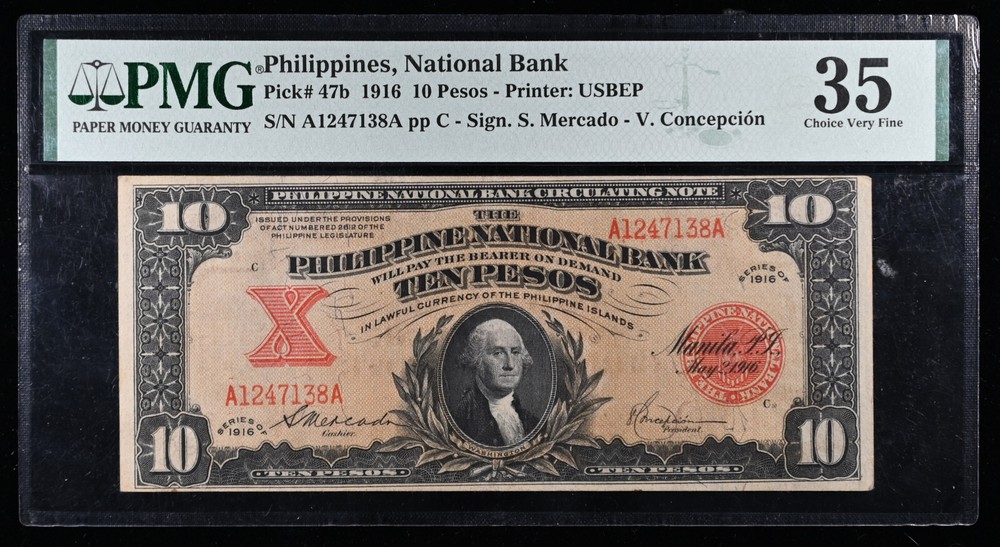 PMG®
PAPER MONEY GUARANTY
Philippines, National Bank
Pick# 47b 1916 10 Pesos - Printer: USBEP
S/N A1247138A pp C - Sign. S. Mercado - V. Concepción
35
Choice Very Fine
PHILIPPINE NATIONAL BANK CIRCULATING NOTE
10
10
ISSUED UNDER THE PROVISIONS
OF ACT NUMBERED 2612 OF THE
PHILIPPINE LEGISLATURE
THE
A1247138A
PHILIPPINE NATIONAL BANK
C
WILL PAY THE BEARER ON DEMAND
TEN PESOS
SERIES OF
1916
IN LAWFUL CURRENCY OF THE PHILIPPINE ISLANDS
X
Manila, P.I.
May 2, 1916
A1247138A
C
SERIES OF
1916
S Mercado
Cashier
V Concepción
President
WASHINGTON
10
10
TEN PESOS
TEN PESOS